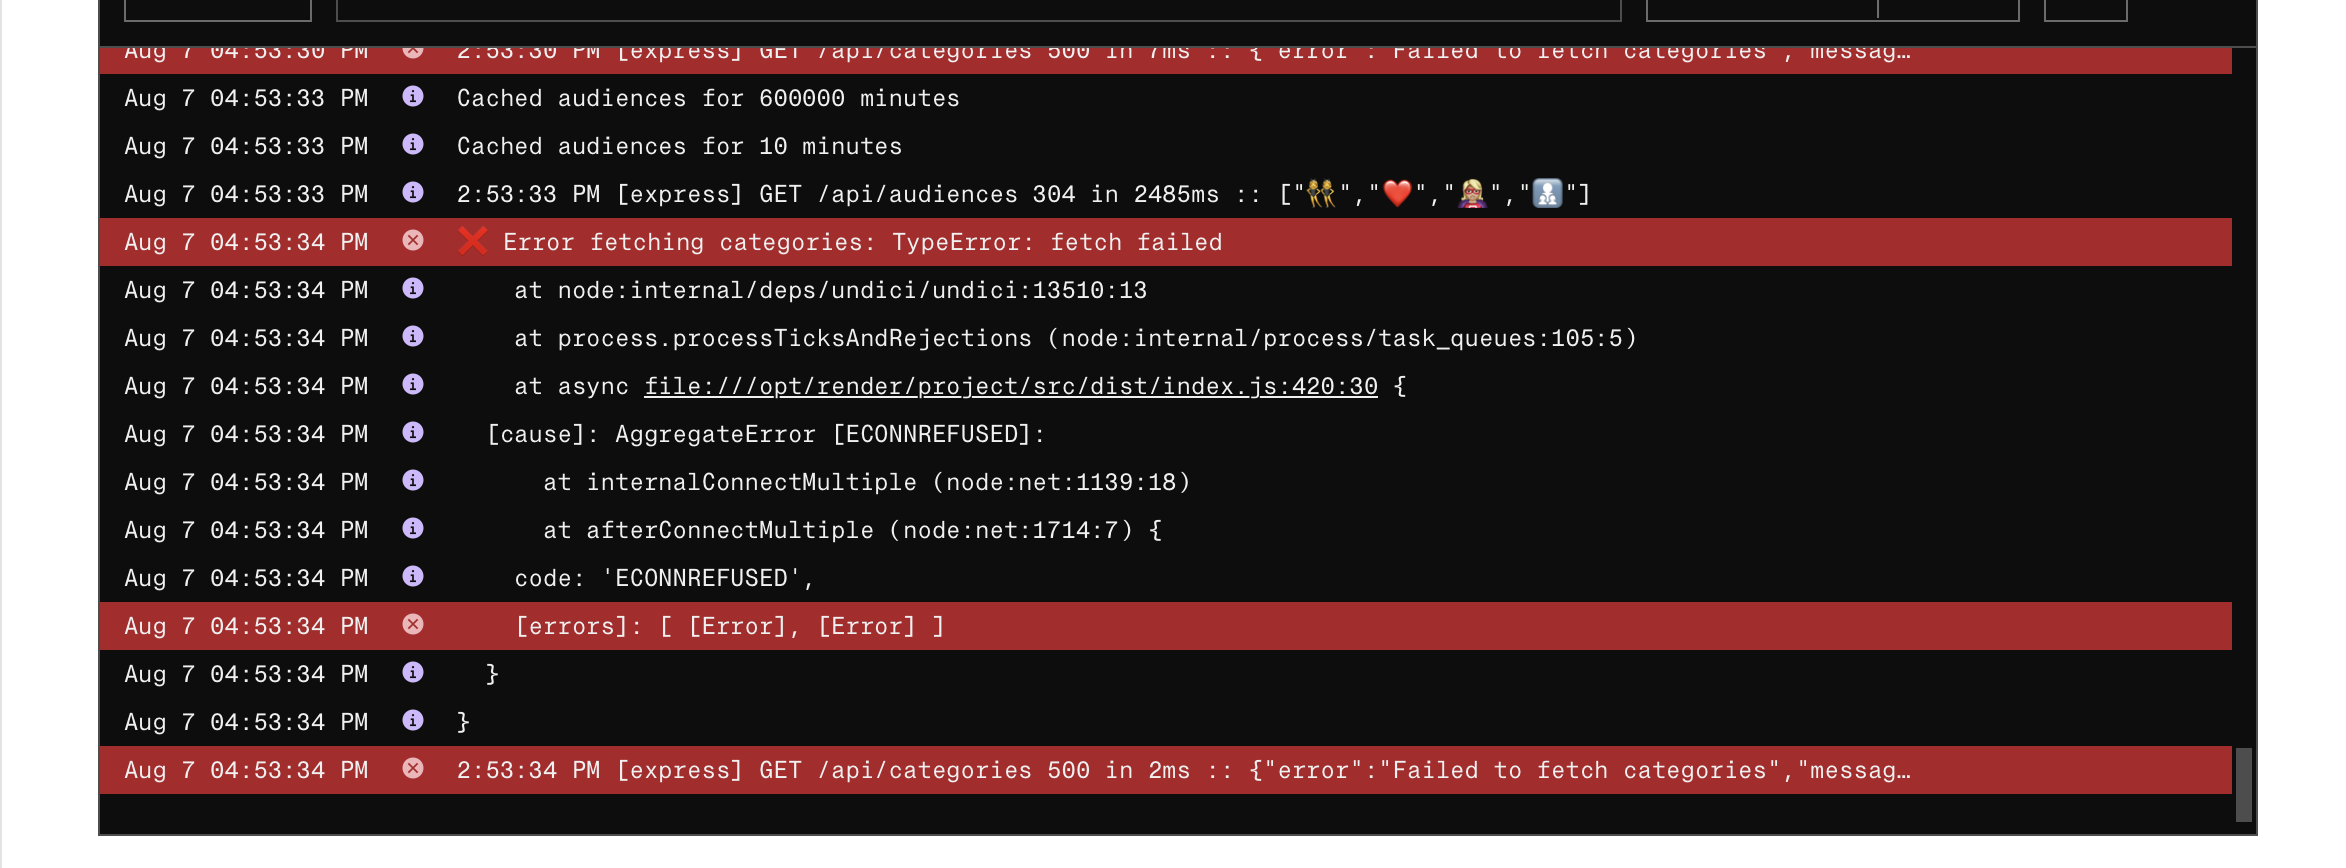 Aug 7 04:53:30 PM 2:53:30 PM [express] GET /api/categories 500 in 7ms :: {"error":"Failed to fetch categories","messag…
Aug 7 04:53:33 PM Cached audiences for 600000 minutes
Aug 7 04:53:33 PM Cached audiences for 10 minutes
Aug 7 04:53:33 PM 2:53:33 PM [express] GET /api/audiences 304 in 2485ms :: ["👯","❤️","🦸🏼‍♀️","🚼"]
Aug 7 04:53:34 PM ❌ Error fetching categories: TypeError: fetch failed
Aug 7 04:53:34 PM at node:internal/deps/undici/undici:13510:13
Aug 7 04:53:34 PM at process.processTicksAndRejections (node:internal/process/task_queues:105:5)
Aug 7 04:53:34 PM at async file:///opt/render/project/src/dist/index.js:420:30 {
Aug 7 04:53:34 PM [cause]: AggregateError [ECONNREFUSED]:
Aug 7 04:53:34 PM at internalConnectMultiple (node:net:1139:18)
Aug 7 04:53:34 PM at afterConnectMultiple (node:net:1714:7) {
Aug 7 04:53:34 PM code: 'ECONNREFUSED',
Aug 7 04:53:34 PM [errors]: [ [Error], [Error] ]
Aug 7 04:53:34 PM }
Aug 7 04:53:34 PM }
Aug 7 04:53:34 PM 2:53:34 PM [express] GET /api/categories 500 in 2ms :: {"error":"Failed to fetch categories","messag…